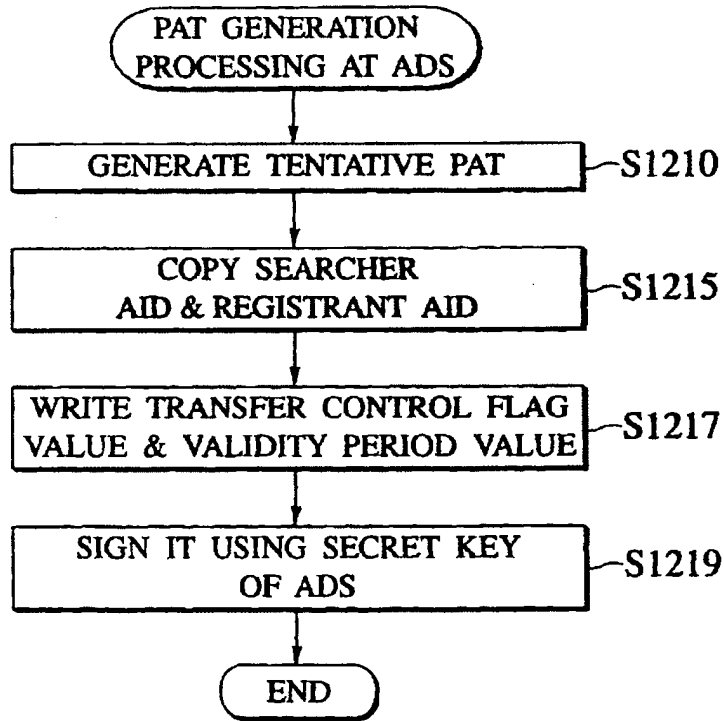 PAT GENERATION
PROCESSING AT ADS
GENERATE TENTATIVE PAT
S1210
COPY SEARCHER
AID & REGISTRANT AID
S1215
WRITE TRANSFER CONTROL FLAG
VALUE & VALIDITY PERIOD VALUE
S1217
SIGN IT USING SECRET KEY
OF ADS
S1219
END